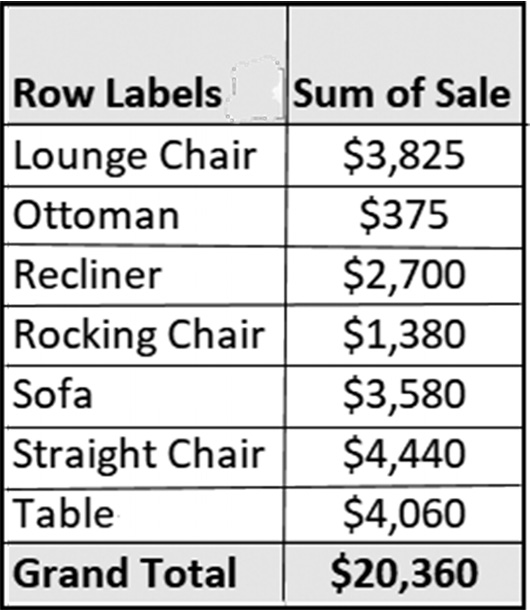 Row Labels Sum of Sale
Lounge Chair $3,825
Ottoman $375
Recliner $2,700
Rocking Chair $1,380
Sofa $3,580
Straight Chair $4,440
Table $4,060
Grand Total $20,360